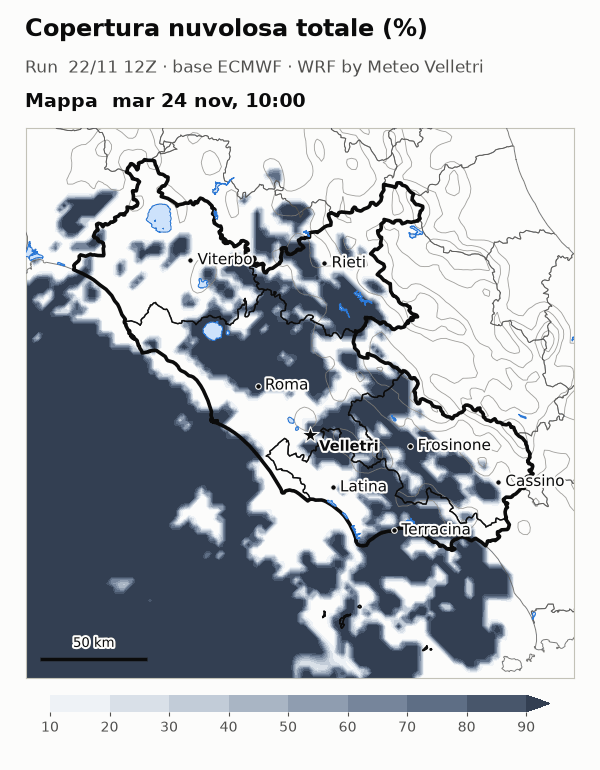 Copertura nuvolosa totale (%)
Run  22/11 12Z · base ECMWF · WRF by Meteo Velletri
Mappa  mar 24 nov, 10:00
Viterbo
Rieti
Roma
Velletri
Frosinone
Cassino
Latina
Terracina
50 km
10 20 30 40 50 60 70 80 90